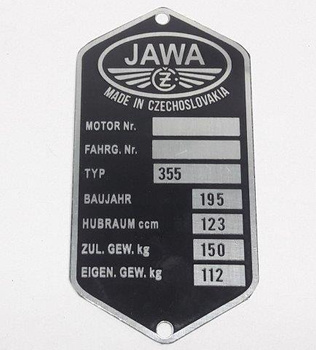 JAWA
ČZ
MADE IN CZECHOSLOVAKIA
MOTOR Nr.
FAHRG. Nr.
TYP 355
BAUJAHR 195
HUBRAUM ccm 123
ZUL. GEW. kg 150
EIGEN. GEW. kg 112